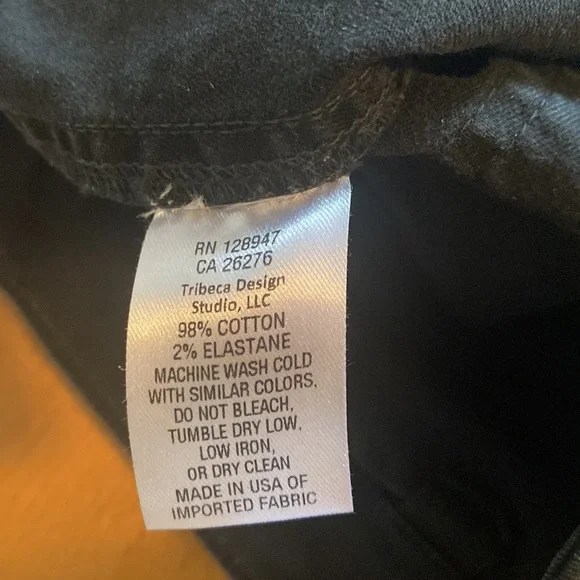 RN 128947
CA 26276
Tribeca Design
Studio, LLC
98% COTTON
2% ELASTANE
MACHINE WASH COLD
WITH SIMILAR COLORS,
DO NOT BLEACH,
TUMBLE DRY LOW,
LOW IRON,
OR DRY CLEAN
MADE IN USA OF
IMPORTED FABRIC